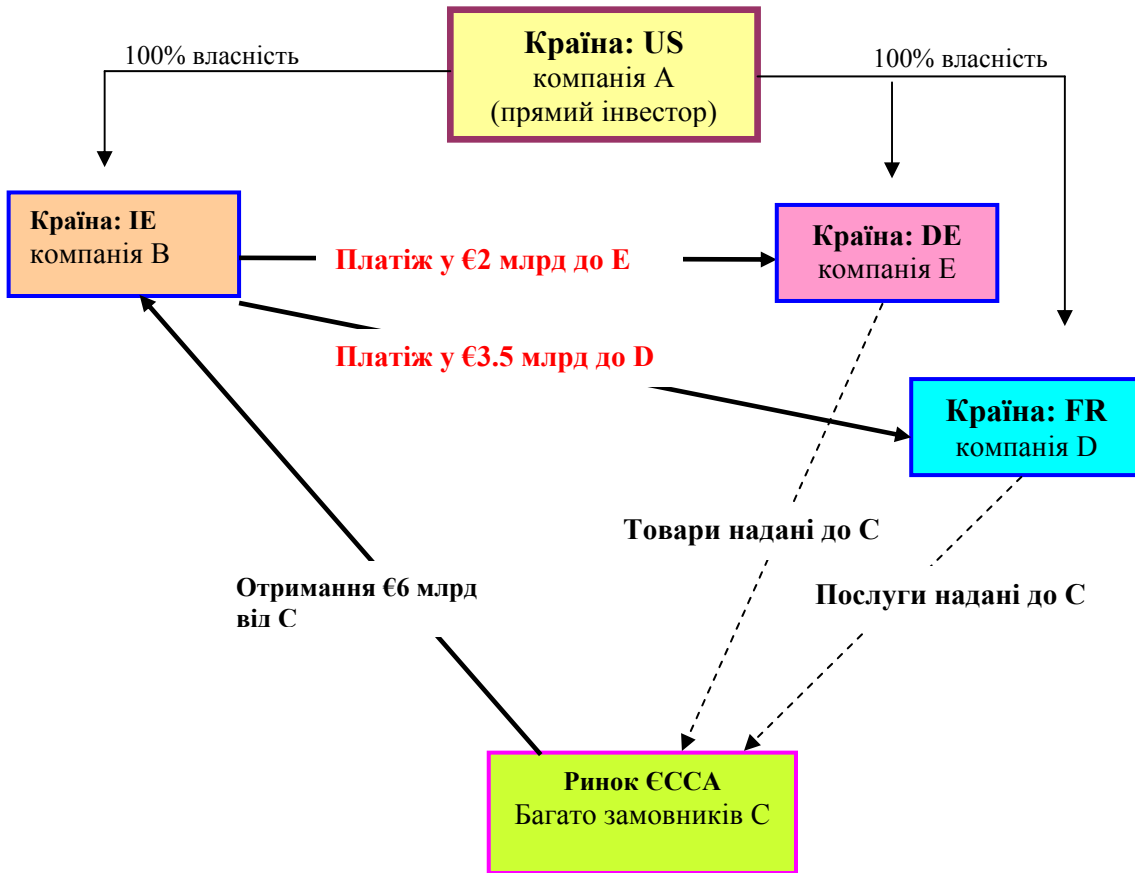 Країна: US
компанія A
(прямий інвестор)
100% власність
100% власність
Країна: IE
компанія B
Платіж у €2 млрд до E
Країна: DE
компанія E
Платіж у €3.5 млрд до D
Країна: FR
компанія D
Товари надані до C
Послуги надані до C
Отримання €6 млрд
від C
Ринок ЄССА
Багато замовників C